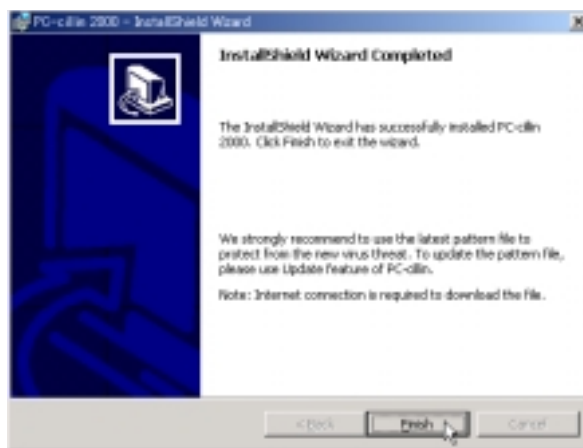 PC-cillin 2000 - InstallShield Wizard
InstallShield Wizard Completed
The InstallShield Wizard has successfully installed PC-cillin
2000. Click Finish to exit the wizard.
We strongly recommend to use the latest pattern file to
protect from the new virus threat. To update the pattern file,
please use Update feature of PC-cillin.
Note: Internet connection is required to download the file.
< Back
Finish
Cancel